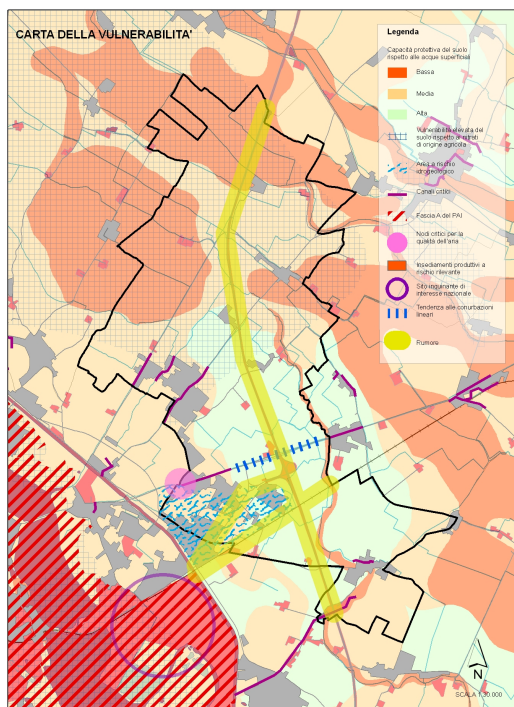 CARTA DELLA VULNERABILITA'
Legenda
Capacità protettiva del suolo
rispetto alle acque superficiali
Bassa
Media
Alta
Vulnerabilità elevata del
suolo rispetto ai nitrati
di origine agricola
Area a rischio
idrogeologico
Canali critici
Fascia A del PAI
Nodi critici per la
qualità dell'aria
Insediamenti produttivi a
rischio rilevante
Sito inquinante di
interesse nazionale
Tendenza alle conurbazioni
lineari
Rumore
N
SCALA 1:30.000